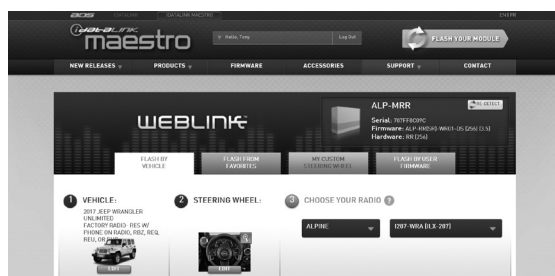 ADS IDATALINK IDATALINK MAESTRO EN | FR
iDATALINK
maestro
Hello, Tony Log Out
FLASH YOUR MODULE
NEW RELEASES PRODUCTS FIRMWARE ACCESSORIES SUPPORT CONTACT
WEBLINK
ALP-MRR
RE-DETECT
Serial:
Firmware:
Hardware: RR [256]
FLASH BY VEHICLE
FLASH FROM FAVORITES
MY CUSTOM STEERING WHEEL
FLASH BY USER FIRMWARE
1 VEHICLE:
2017 JEEP WRANGLER
UNLIMITED
FACTORY RADIO- RES W/
PHONE ON RADIO, RBZ, REQ,
REU, OR
EDIT
2 STEERING WHEEL:
EDIT
3 CHOOSE YOUR RADIO ?
ALPINE
I207-WRA [ILX-207]